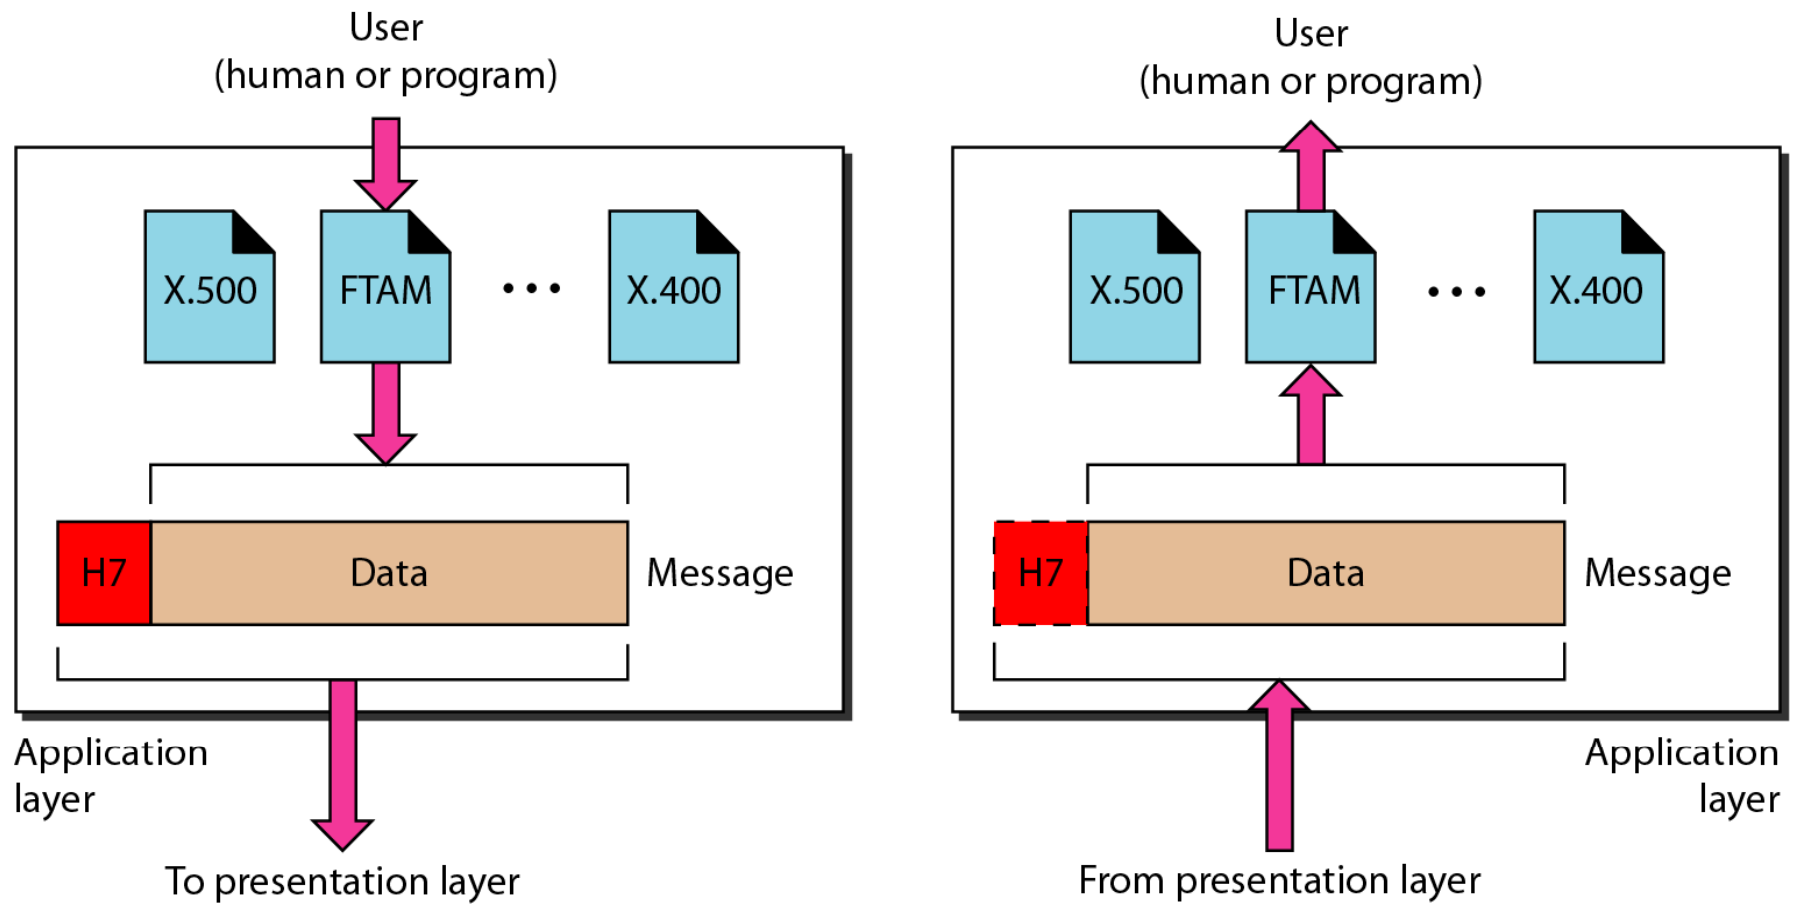 User
(human or program)
X.500
FTAM
X.400
H7
Data
Message
Application
layer
To presentation layer
User
(human or program)
X.500
FTAM
X.400
H7
Data
Message
Application
layer
From presentation layer